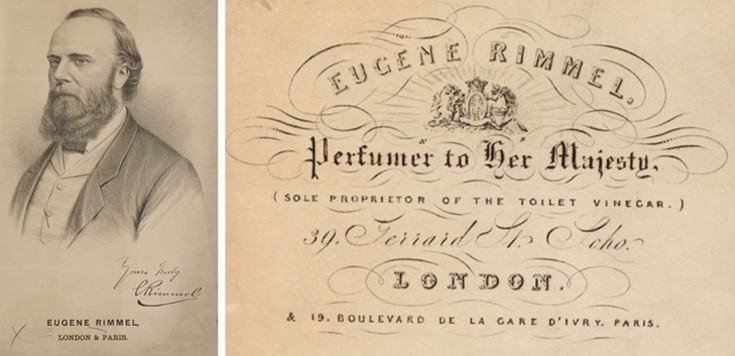 Yours truly
E Rimmel
EUGENE RIMMEL,
LONDON & PARIS.
EUGENE RIMMEL.
Perfumer to Her Majesty,
(SOLE PROPRIETOR OF THE TOILET VINEGAR.)
39. Gerrard St. Soho.
LONDON.
& 19. BOULEVARD DE LA GARE D'IVRY. PARIS.